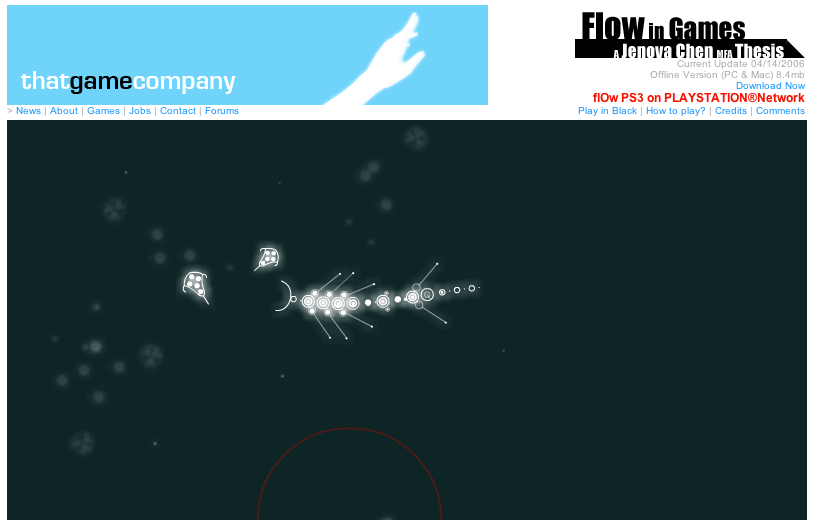 thatgamecompany
> News | About | Games | Jobs | Contact | Forums
Flow in Games
A Jenova Chen MFA Thesis
Current Update 04/14/2006
Offline Version (PC & Mac) 8.4mb
Download Now
flOw PS3 on PLAYSTATION®Network
Play in Black | How to play? | Credits | Comments